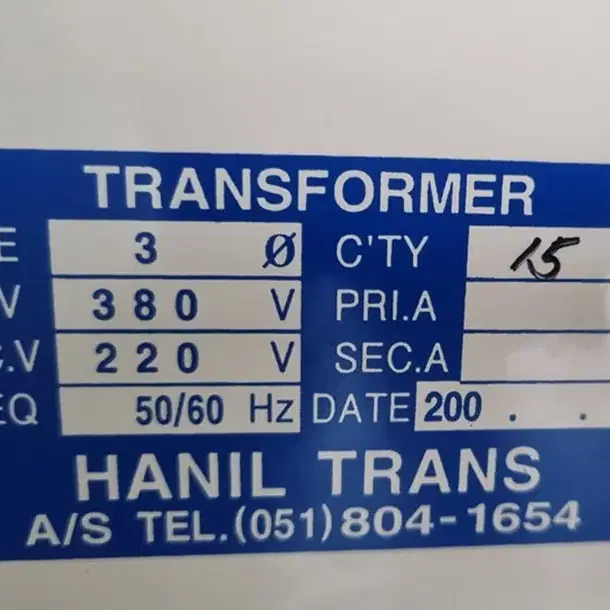 TRANSFORMER
E 3 Ø C'TY 15
V 380 V PRI.A
.V 220 V SEC.A
EQ 50/60 Hz DATE 200 . .
HANIL TRANS
A/S TEL.(051)804-1654